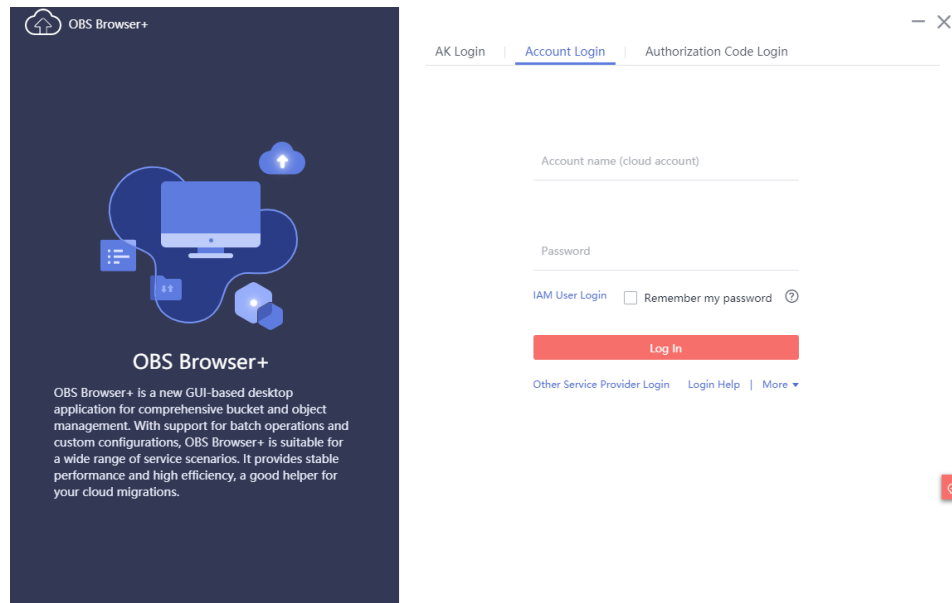 OBS Browser+
AK Login
Account Login
Authorization Code Login
Account name (cloud account)
Password
IAM User Login
Remember my password
?
Log In
Other Service Provider Login
Login Help | More
OBS Browser+
OBS Browser+ is a new GUI-based desktop
application for comprehensive bucket and object
management. With support for batch operations and
custom configurations, OBS Browser+ is suitable for
a wide range of service scenarios. It provides stable
performance and high efficiency, a good helper for
your cloud migrations.